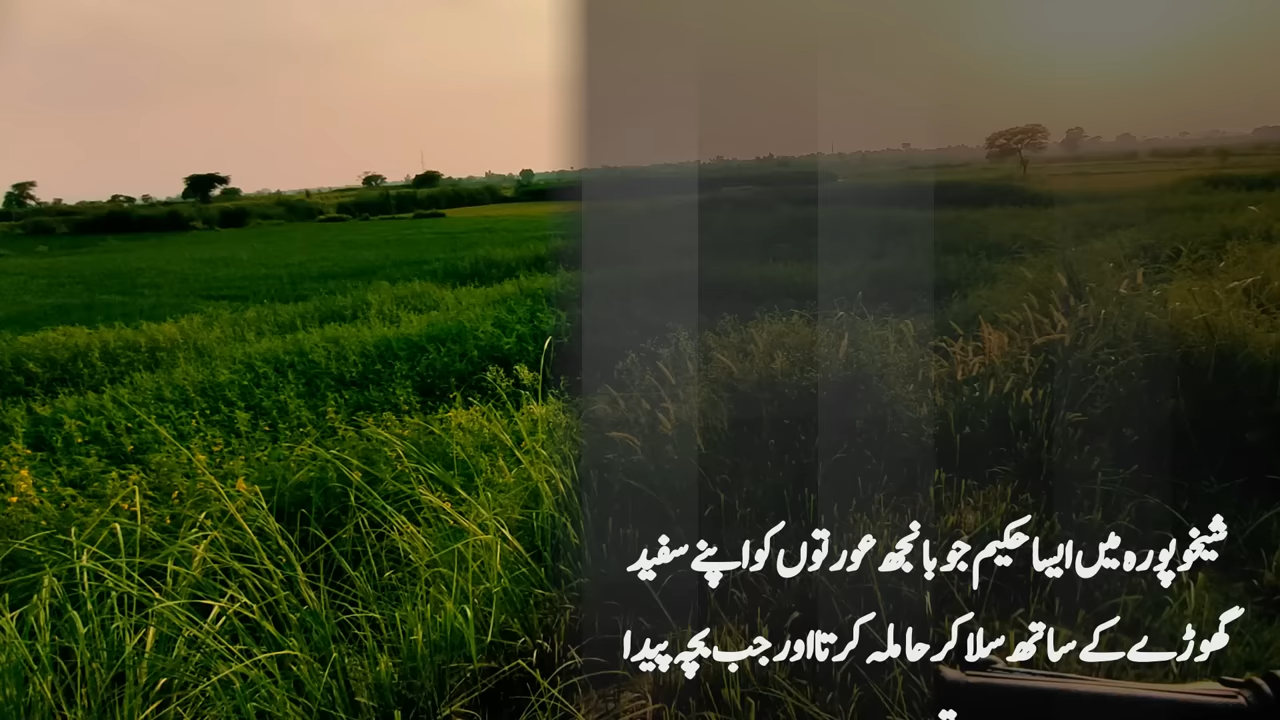 شیخوپورہ میں ایسا حکیم جو بانجھ عورتوں کو اپنے سفید
گھوڑے کے ساتھ سلا کر حاملہ کرتا اور جب بچہ پیدا